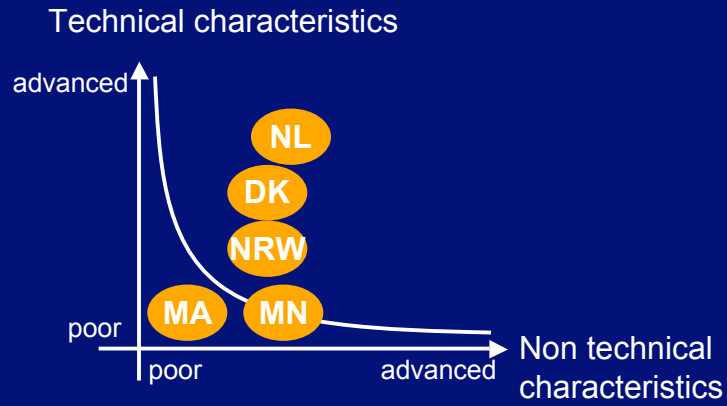 Technical characteristics
advanced
NL
DK
NRW
MA
MN
poor
poor
advanced
Non technical
characteristics